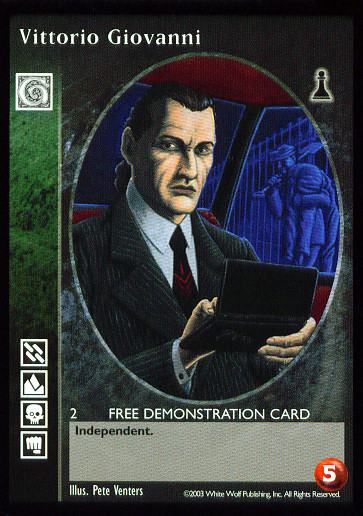 Vittorio Giovanni
2 FREE DEMONSTRATION CARD
Independent.
5
Illus. Pete Venters
©2003 White Wolf Publishing, Inc. All Rights Reserved.